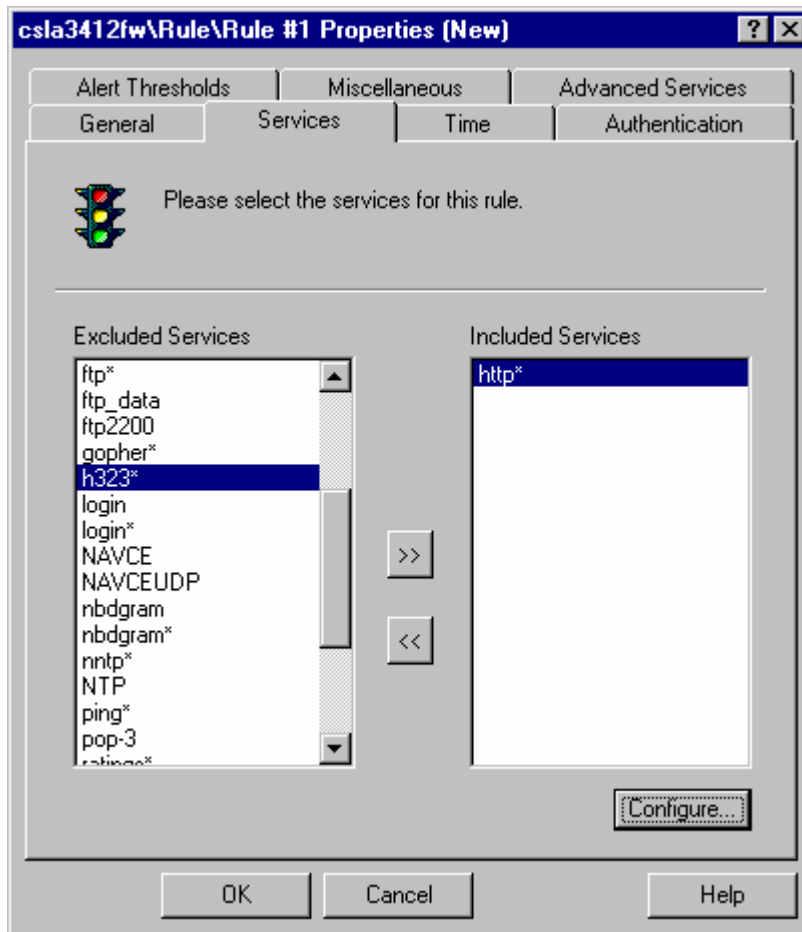 csla3412fw\Rule\Rule #1 Properties (New)
Alert Thresholds Miscellaneous Advanced Services
General Services Time Authentication
Please select the services for this rule.
Excluded Services Included Services
ftp*
ftp_data
ftp2200
gopher*
h323*
login
login*
NAVCE
NAVCEUDP
nbdgram
nbdgram*
nntp*
NTP
ping*
pop-3
http*
>>
<<
Configure...
OK Cancel Help